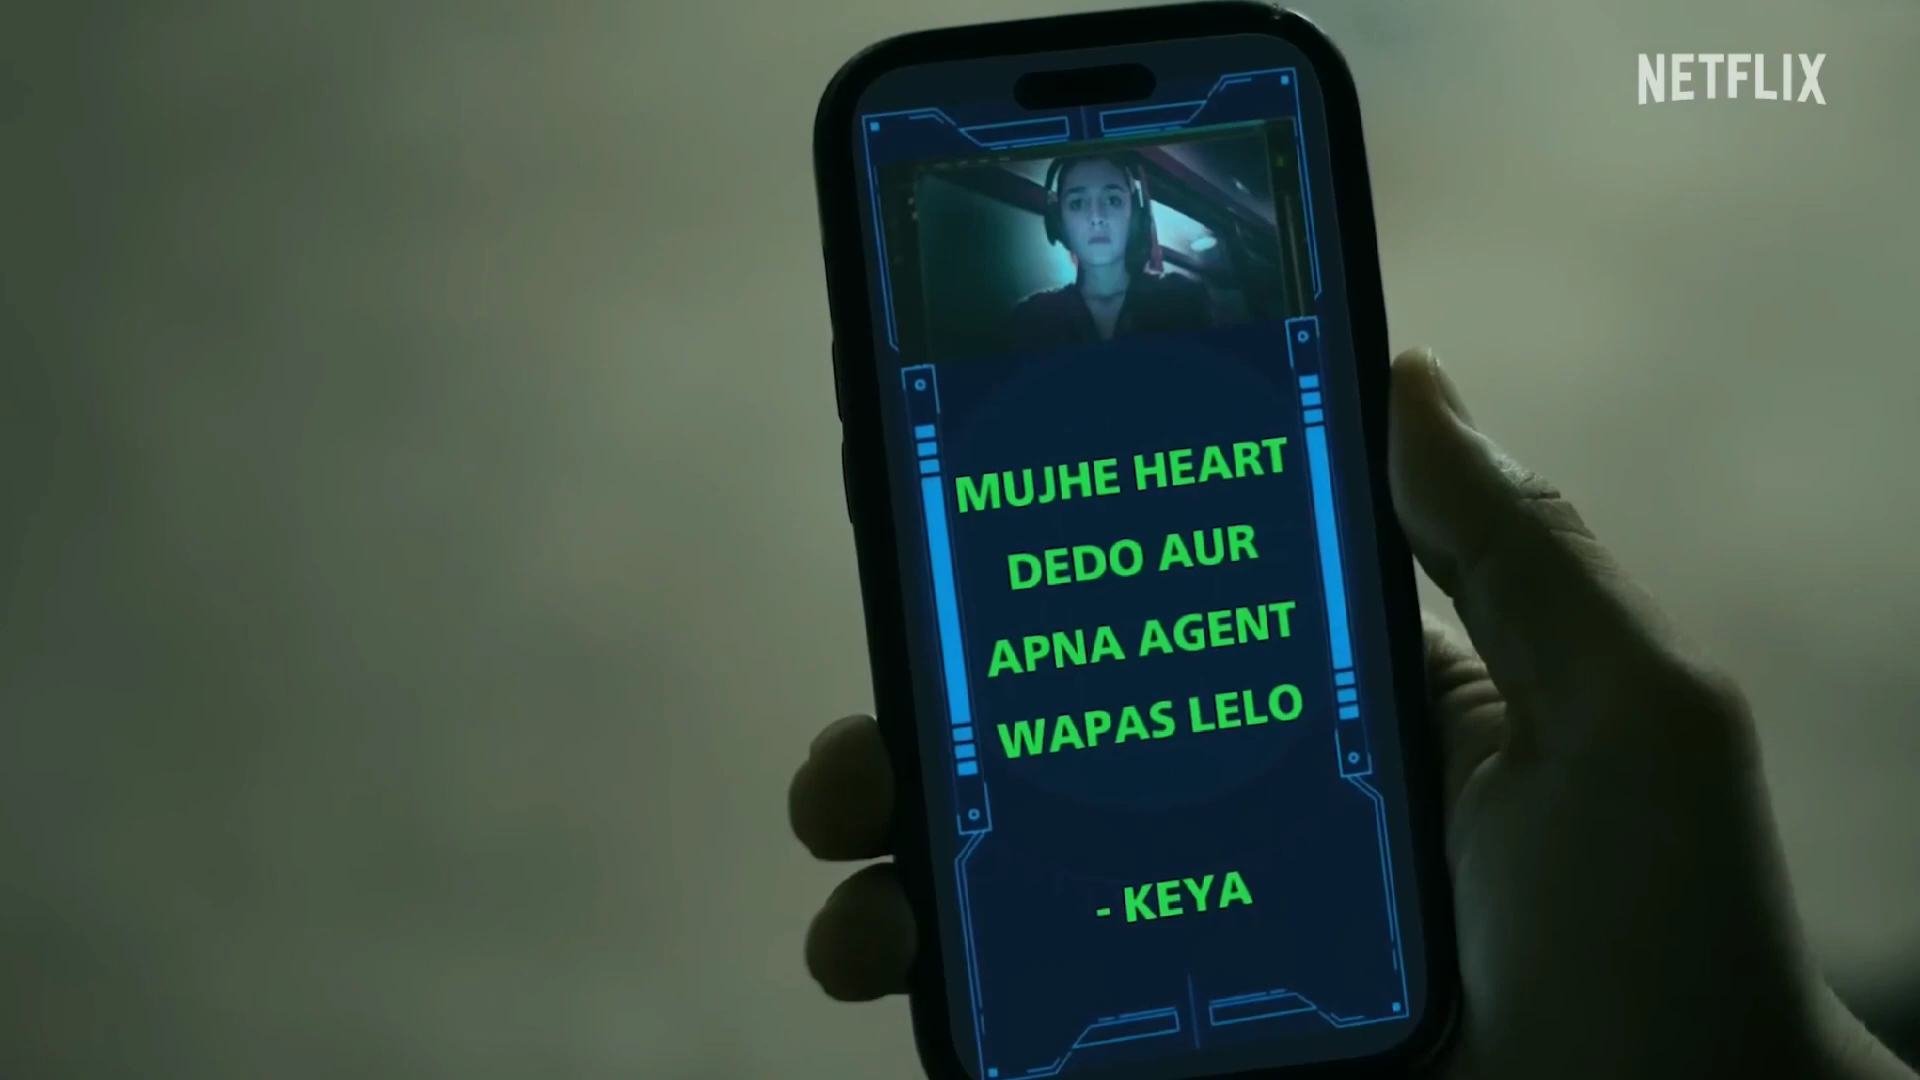 NETFLIX
MUJHE HEART
DEDO AUR
APNA AGENT
WAPAS LELO
- KEYA